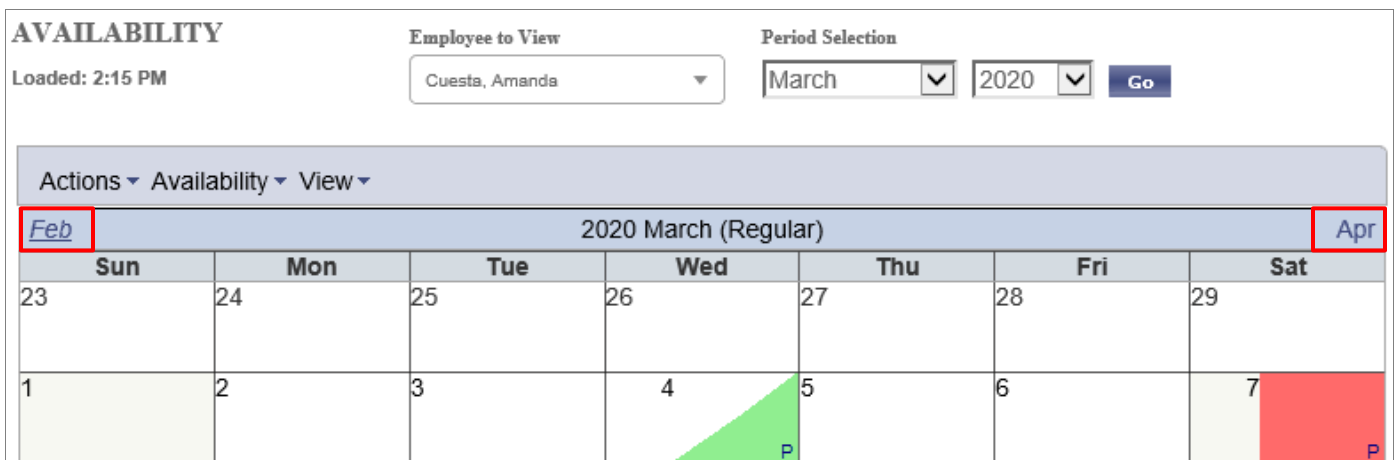 AVAILABILITY
Employee to View
Period Selection
Loaded: 2:15 PM
Cuesta, Amanda
March
2020
Go
Actions Availability View
Feb 2020 March (Regular) Apr
Sun Mon Tue Wed Thu Fri Sat
23 24 25 26 27 28 29
1 2 3 4 5 6 7
P P